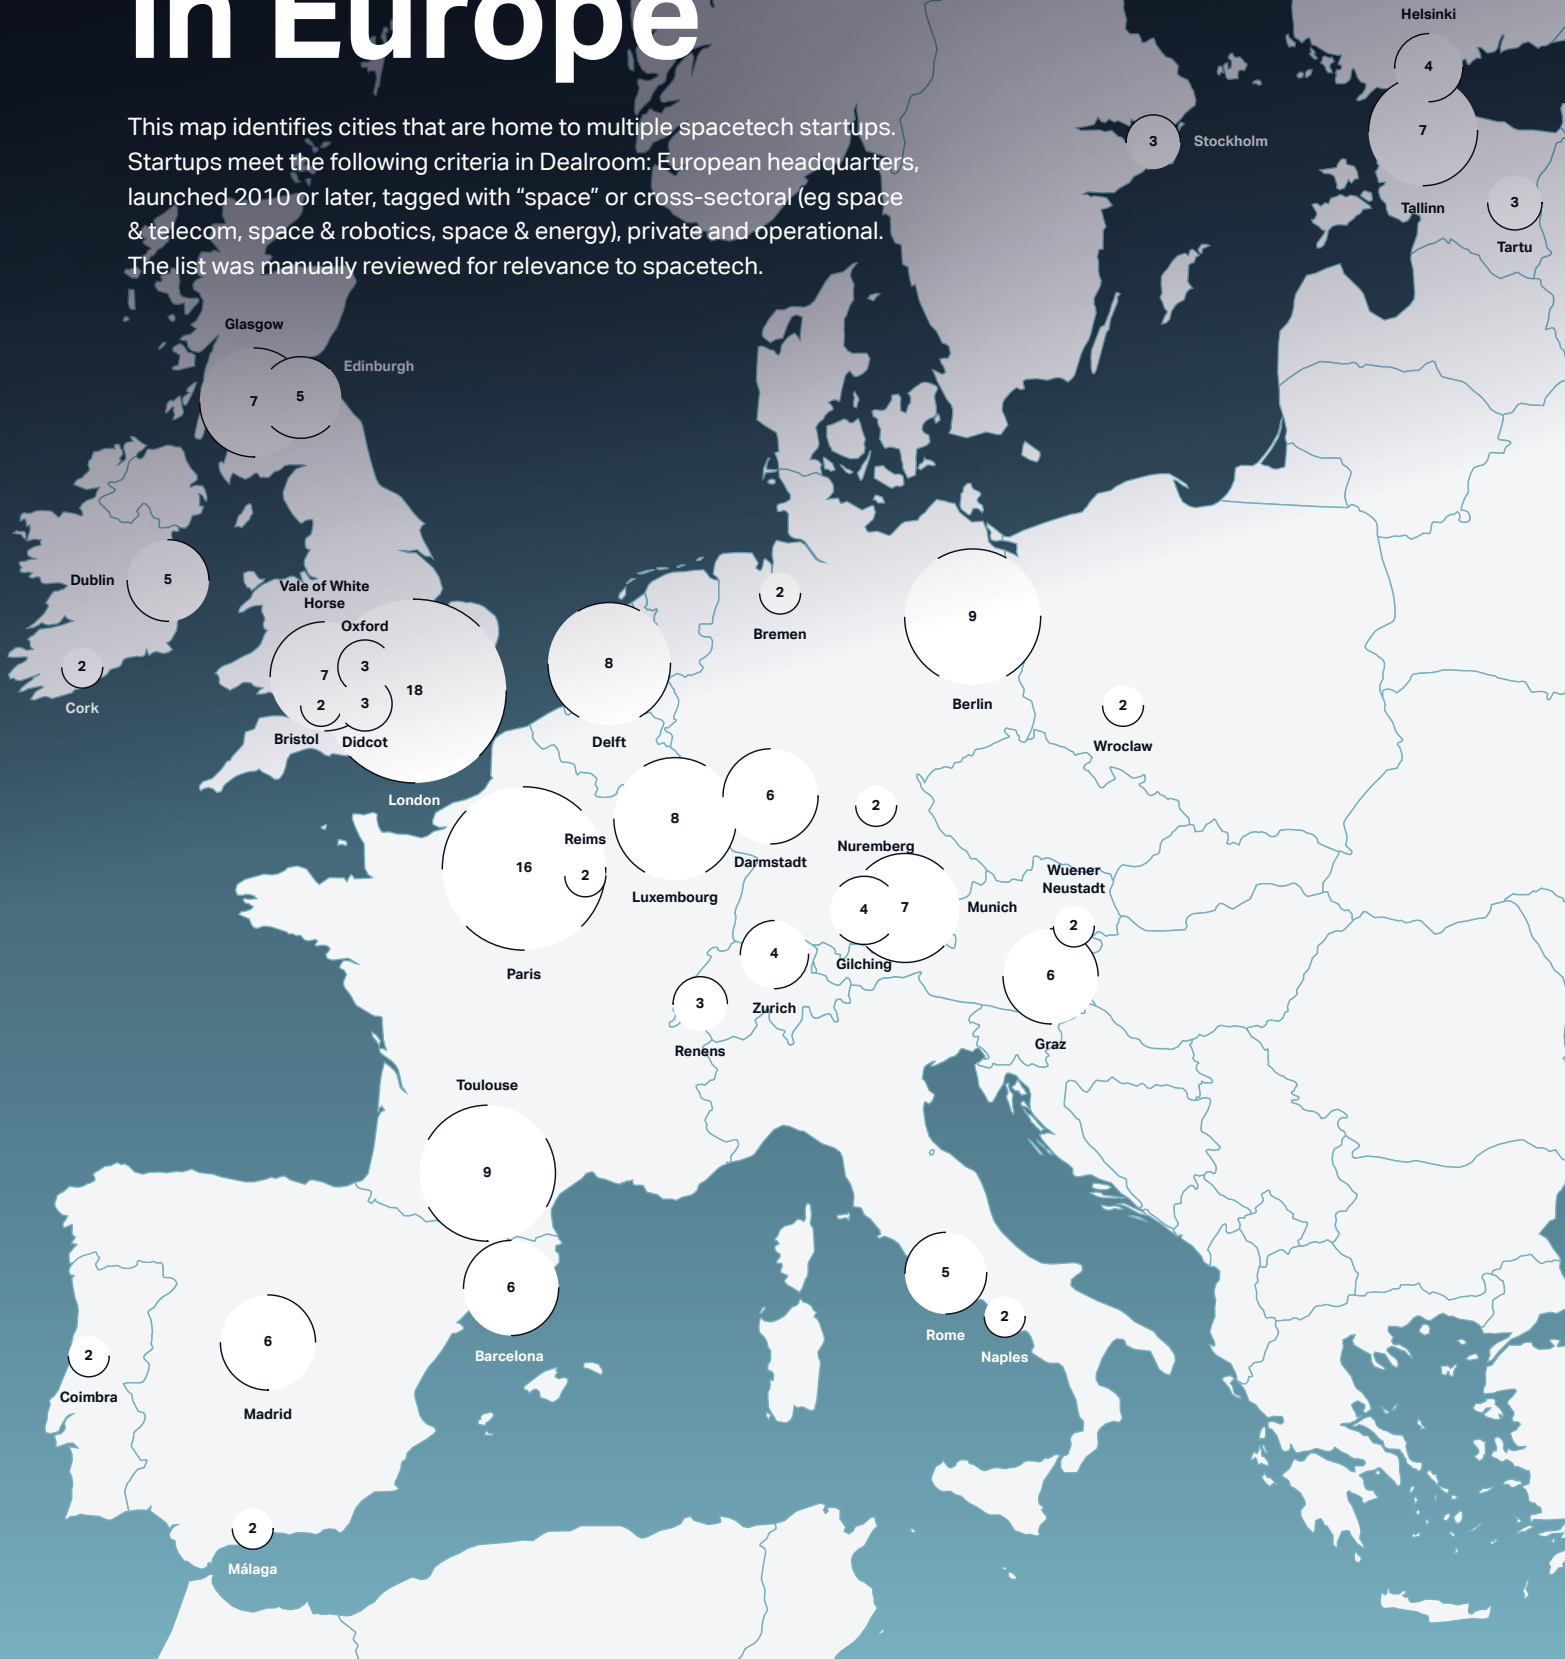 in Europe
This map identifies cities that are home to multiple spacetech startups.
Startups meet the following criteria in Dealroom: European headquarters,
launched 2010 or later, tagged with “space” or cross-sectoral (eg space
& telecom, space & robotics, space & energy), private and operational.
The list was manually reviewed for relevance to spacetech.
Helsinki
4
7
Tallinn
3
Tartu
3
Stockholm
Glasgow
7
5
Edinburgh
Dublin
5
2
Cork
Vale of White
Horse
7
Oxford
3
18
2
Bristol
3
Didcot
London
8
Delft
2
Bremen
9
Berlin
2
Wroclaw
16
Paris
Reims
2
8
Luxembourg
6
Darmstadt
2
Nuremberg
4
Gilching
7
Munich
Wuener
Neustadt
2
6
Graz
4
Zurich
3
Renens
Toulouse
9
6
Barcelona
5
Rome
2
Naples
6
Madrid
2
Coimbra
2
Málaga